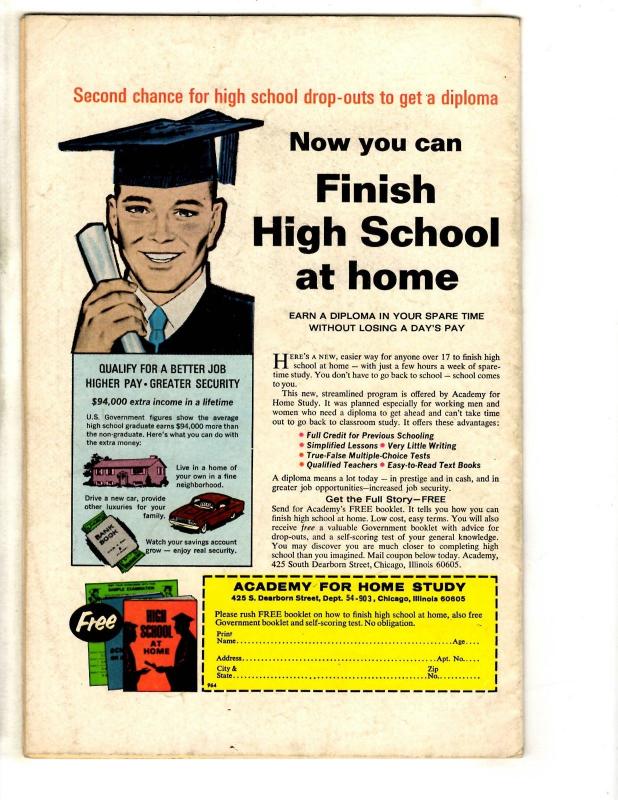 Second chance for high school drop-outs to get a diploma
Now you can
Finish
High School
at home
EARN A DIPLOMA IN YOUR SPARE TIME
WITHOUT LOSING A DAY'S PAY
QUALIFY FOR A BETTER JOB
HIGHER PAY • GREATER SECURITY
$94,000 extra income in a lifetime
U.S. Government figures show the average
high school graduate earns $94,000 more than
the non-graduate. Here's what you can do with
the extra money:
Live in a home of
your own in a fine
neighborhood.
Drive a new car, provide
other luxuries for your
family.
BANK
BOOK
Watch your savings account
grow — enjoy real security.
HERE'S A NEW, easier way for anyone over 17 to finish high
school at home — with just a few hours a week of spare-
time study. You don't have to go back to school — school comes
to you.
This new, streamlined program is offered by Academy for
Home Study. It was planned especially for working men and
women who need a diploma to get ahead and can't take time
out to go back to classroom study. It offers these advantages:
• Full Credit for Previous Schooling
• Simplified Lessons • Very Little Writing
• True-False Multiple-Choice Tests
• Qualified Teachers • Easy-to-Read Text Books
A diploma means a lot today — in prestige and in cash, and in
greater job opportunities—increased job security.
Get the Full Story—FREE
Send for Academy's FREE booklet. It tells you how you can
finish high school at home. Low cost, easy terms. You will also
receive free a valuable Government booklet with advice for
drop-outs, and a self-scoring test of your general knowledge.
You may discover you are much closer to completing high
school than you imagined. Mail coupon below today. Academy,
425 South Dearborn Street, Chicago, Illinois 60605.
Free
SAMPLE EXAMINATION
HIGH
SCHOOL
AT
HOME
ACADEMY FOR HOME STUDY
425 S. Dearborn Street, Dept. 54-903, Chicago, Illinois 60605
Please rush FREE booklet on how to finish high school at home, also free
Government booklet and self-scoring test. No obligation.
Print
Name Age
Address Apt. No.
City & Zip
State No.
964